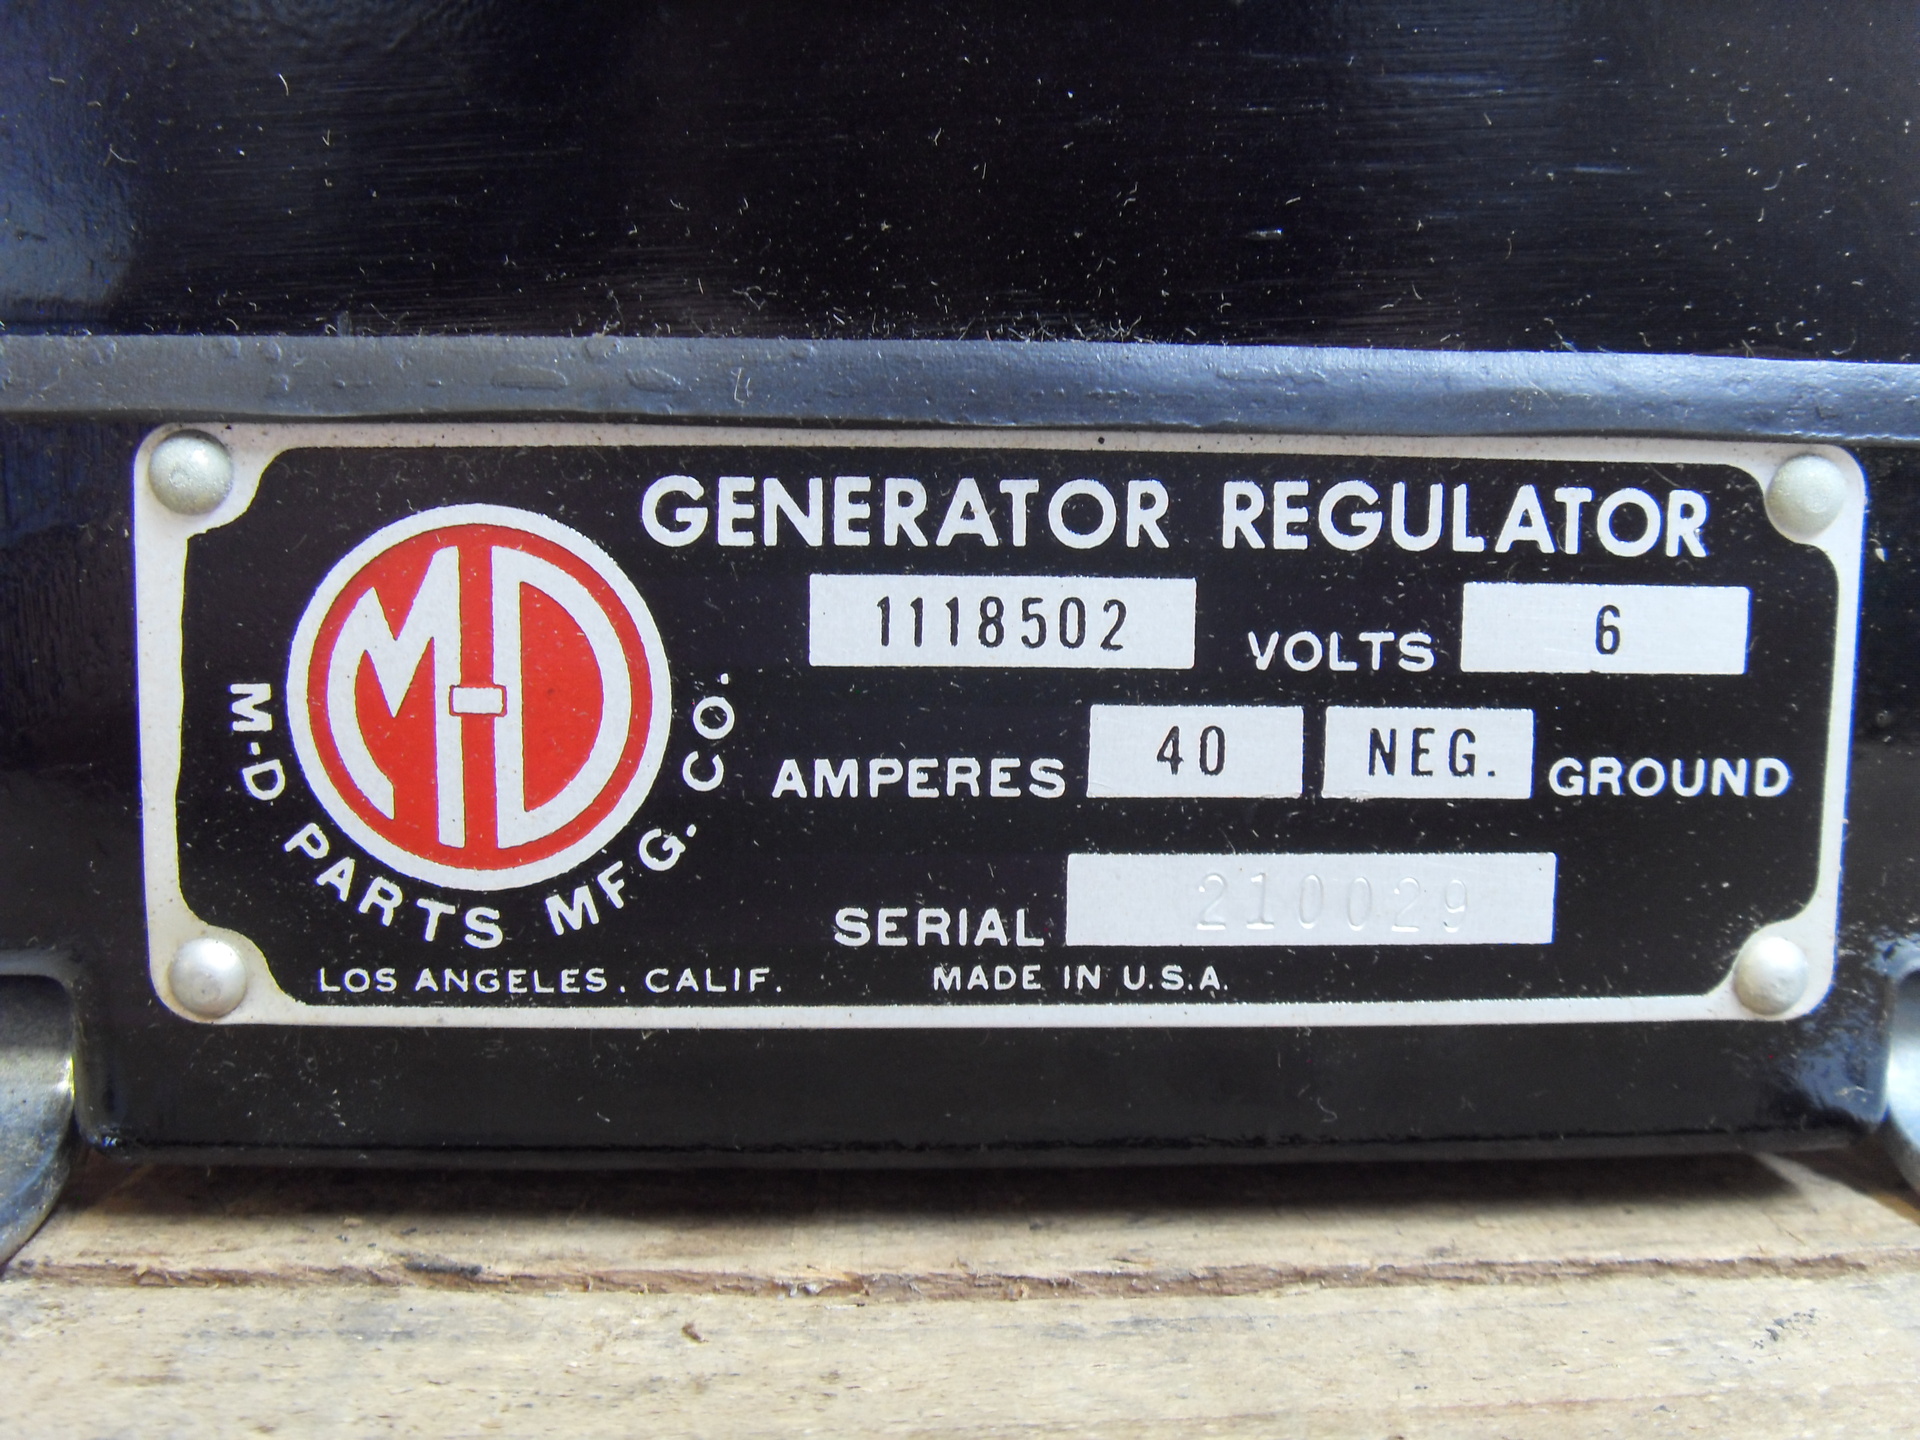 GENERATOR REGULATOR
1118502 VOLTS 6
M-D
AMPERES 40 NEG. GROUND
M-D PARTS MFG. CO.
SERIAL 210029
LOS ANGELES, CALIF. MADE IN U.S.A.